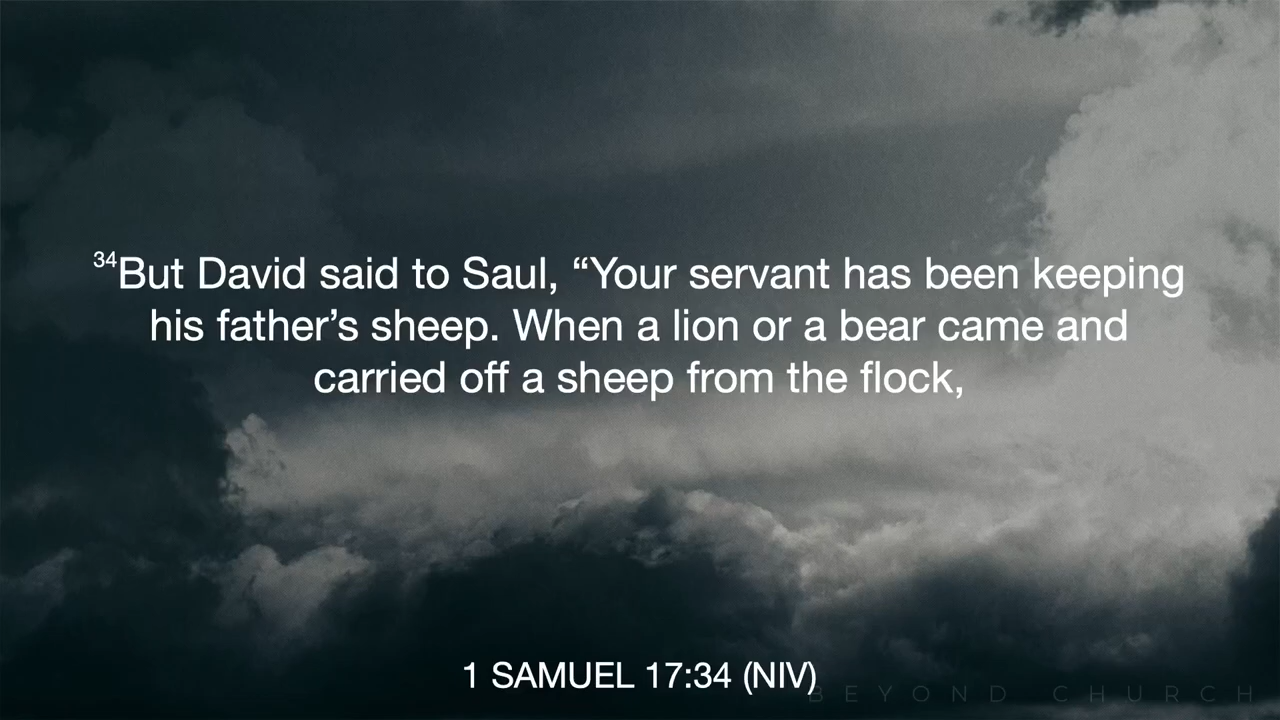 ³⁴But David said to Saul, “Your servant has been keeping
his father’s sheep. When a lion or a bear came and
carried off a sheep from the flock,
1 SAMUEL 17:34 (NIV)
BEYOND CHURCH